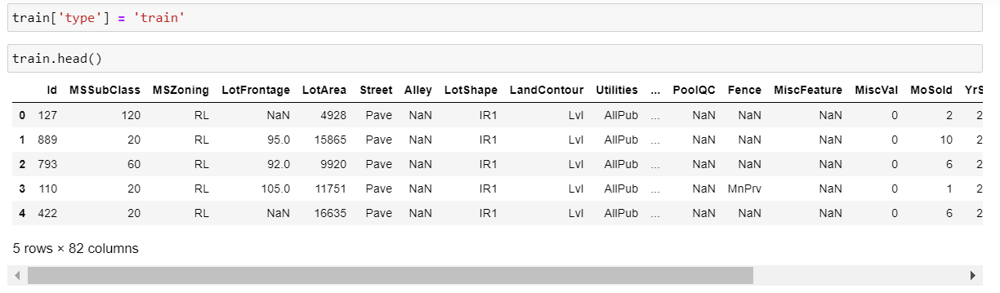 train['type'] = 'train'
train.head()
Id MSSubClass MSZoning LotFrontage LotArea Street Alley LotShape LandContour Utilities ... PoolQC Fence MiscFeature MiscVal MoSold YrS
0 127 120 RL NaN 4928 Pave NaN IR1 Lvl AllPub ... NaN NaN NaN 0 2 2
1 889 20 RL 95.0 15865 Pave NaN IR1 Lvl AllPub ... NaN NaN NaN 0 10 2
2 793 60 RL 92.0 9920 Pave NaN IR1 Lvl AllPub ... NaN NaN NaN 0 6 2
3 110 20 RL 105.0 11751 Pave NaN IR1 Lvl AllPub ... NaN MnPrv NaN 0 1 2
4 422 20 RL NaN 16635 Pave NaN IR1 Lvl AllPub ... NaN NaN NaN 0 6 2
5 rows × 82 columns